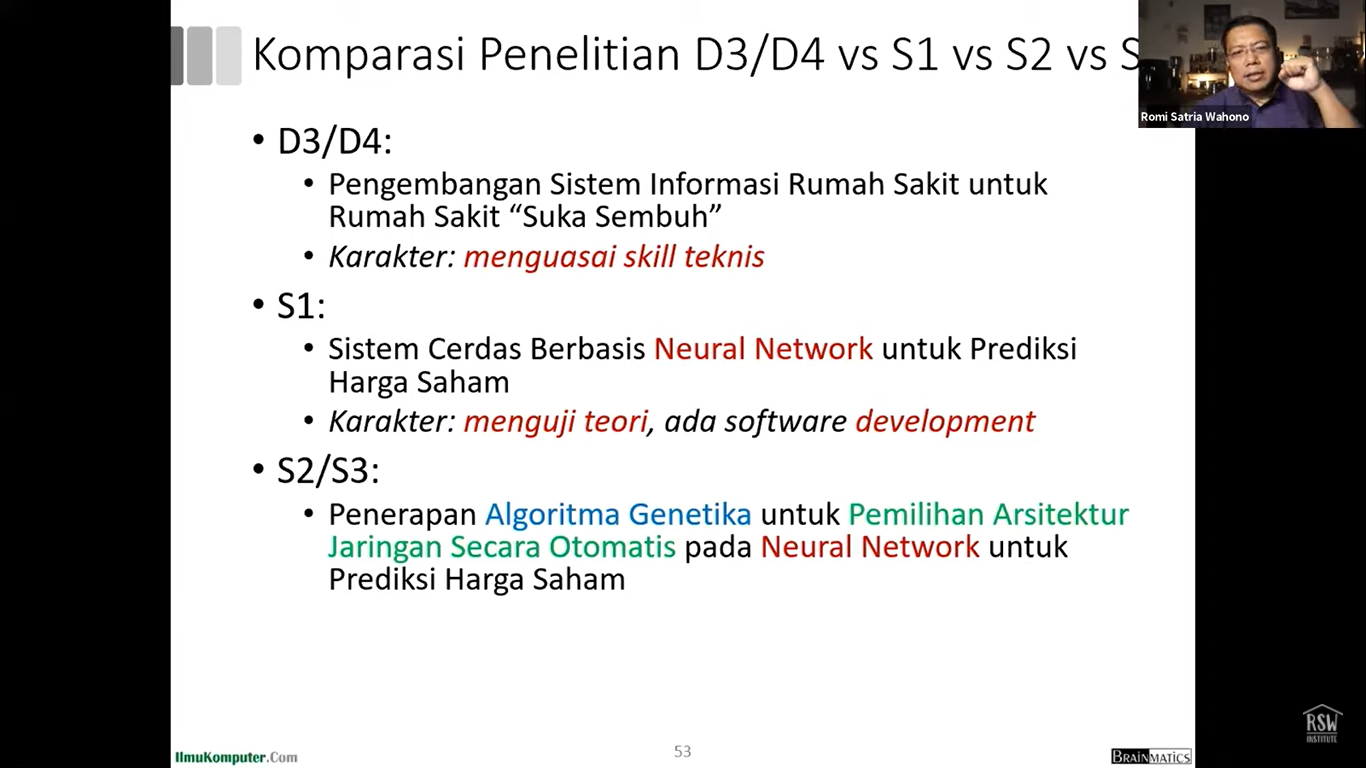 Komparasi Penelitian D3/D4 vs S1 vs S2 vs S
Romi Satria Wahono
• D3/D4:
• Pengembangan Sistem Informasi Rumah Sakit untuk
Rumah Sakit “Suka Sembuh”
• Karakter: menguasai skill teknis
• S1:
• Sistem Cerdas Berbasis Neural Network untuk Prediksi
Harga Saham
• Karakter: menguji teori, ada software development
• S2/S3:
• Penerapan Algoritma Genetika untuk Pemilihan Arsitektur
Jaringan Secara Otomatis pada Neural Network untuk
Prediksi Harga Saham
RSW
INSTITUTE
IlmuKomputer.Com
53
BRAINMATICS